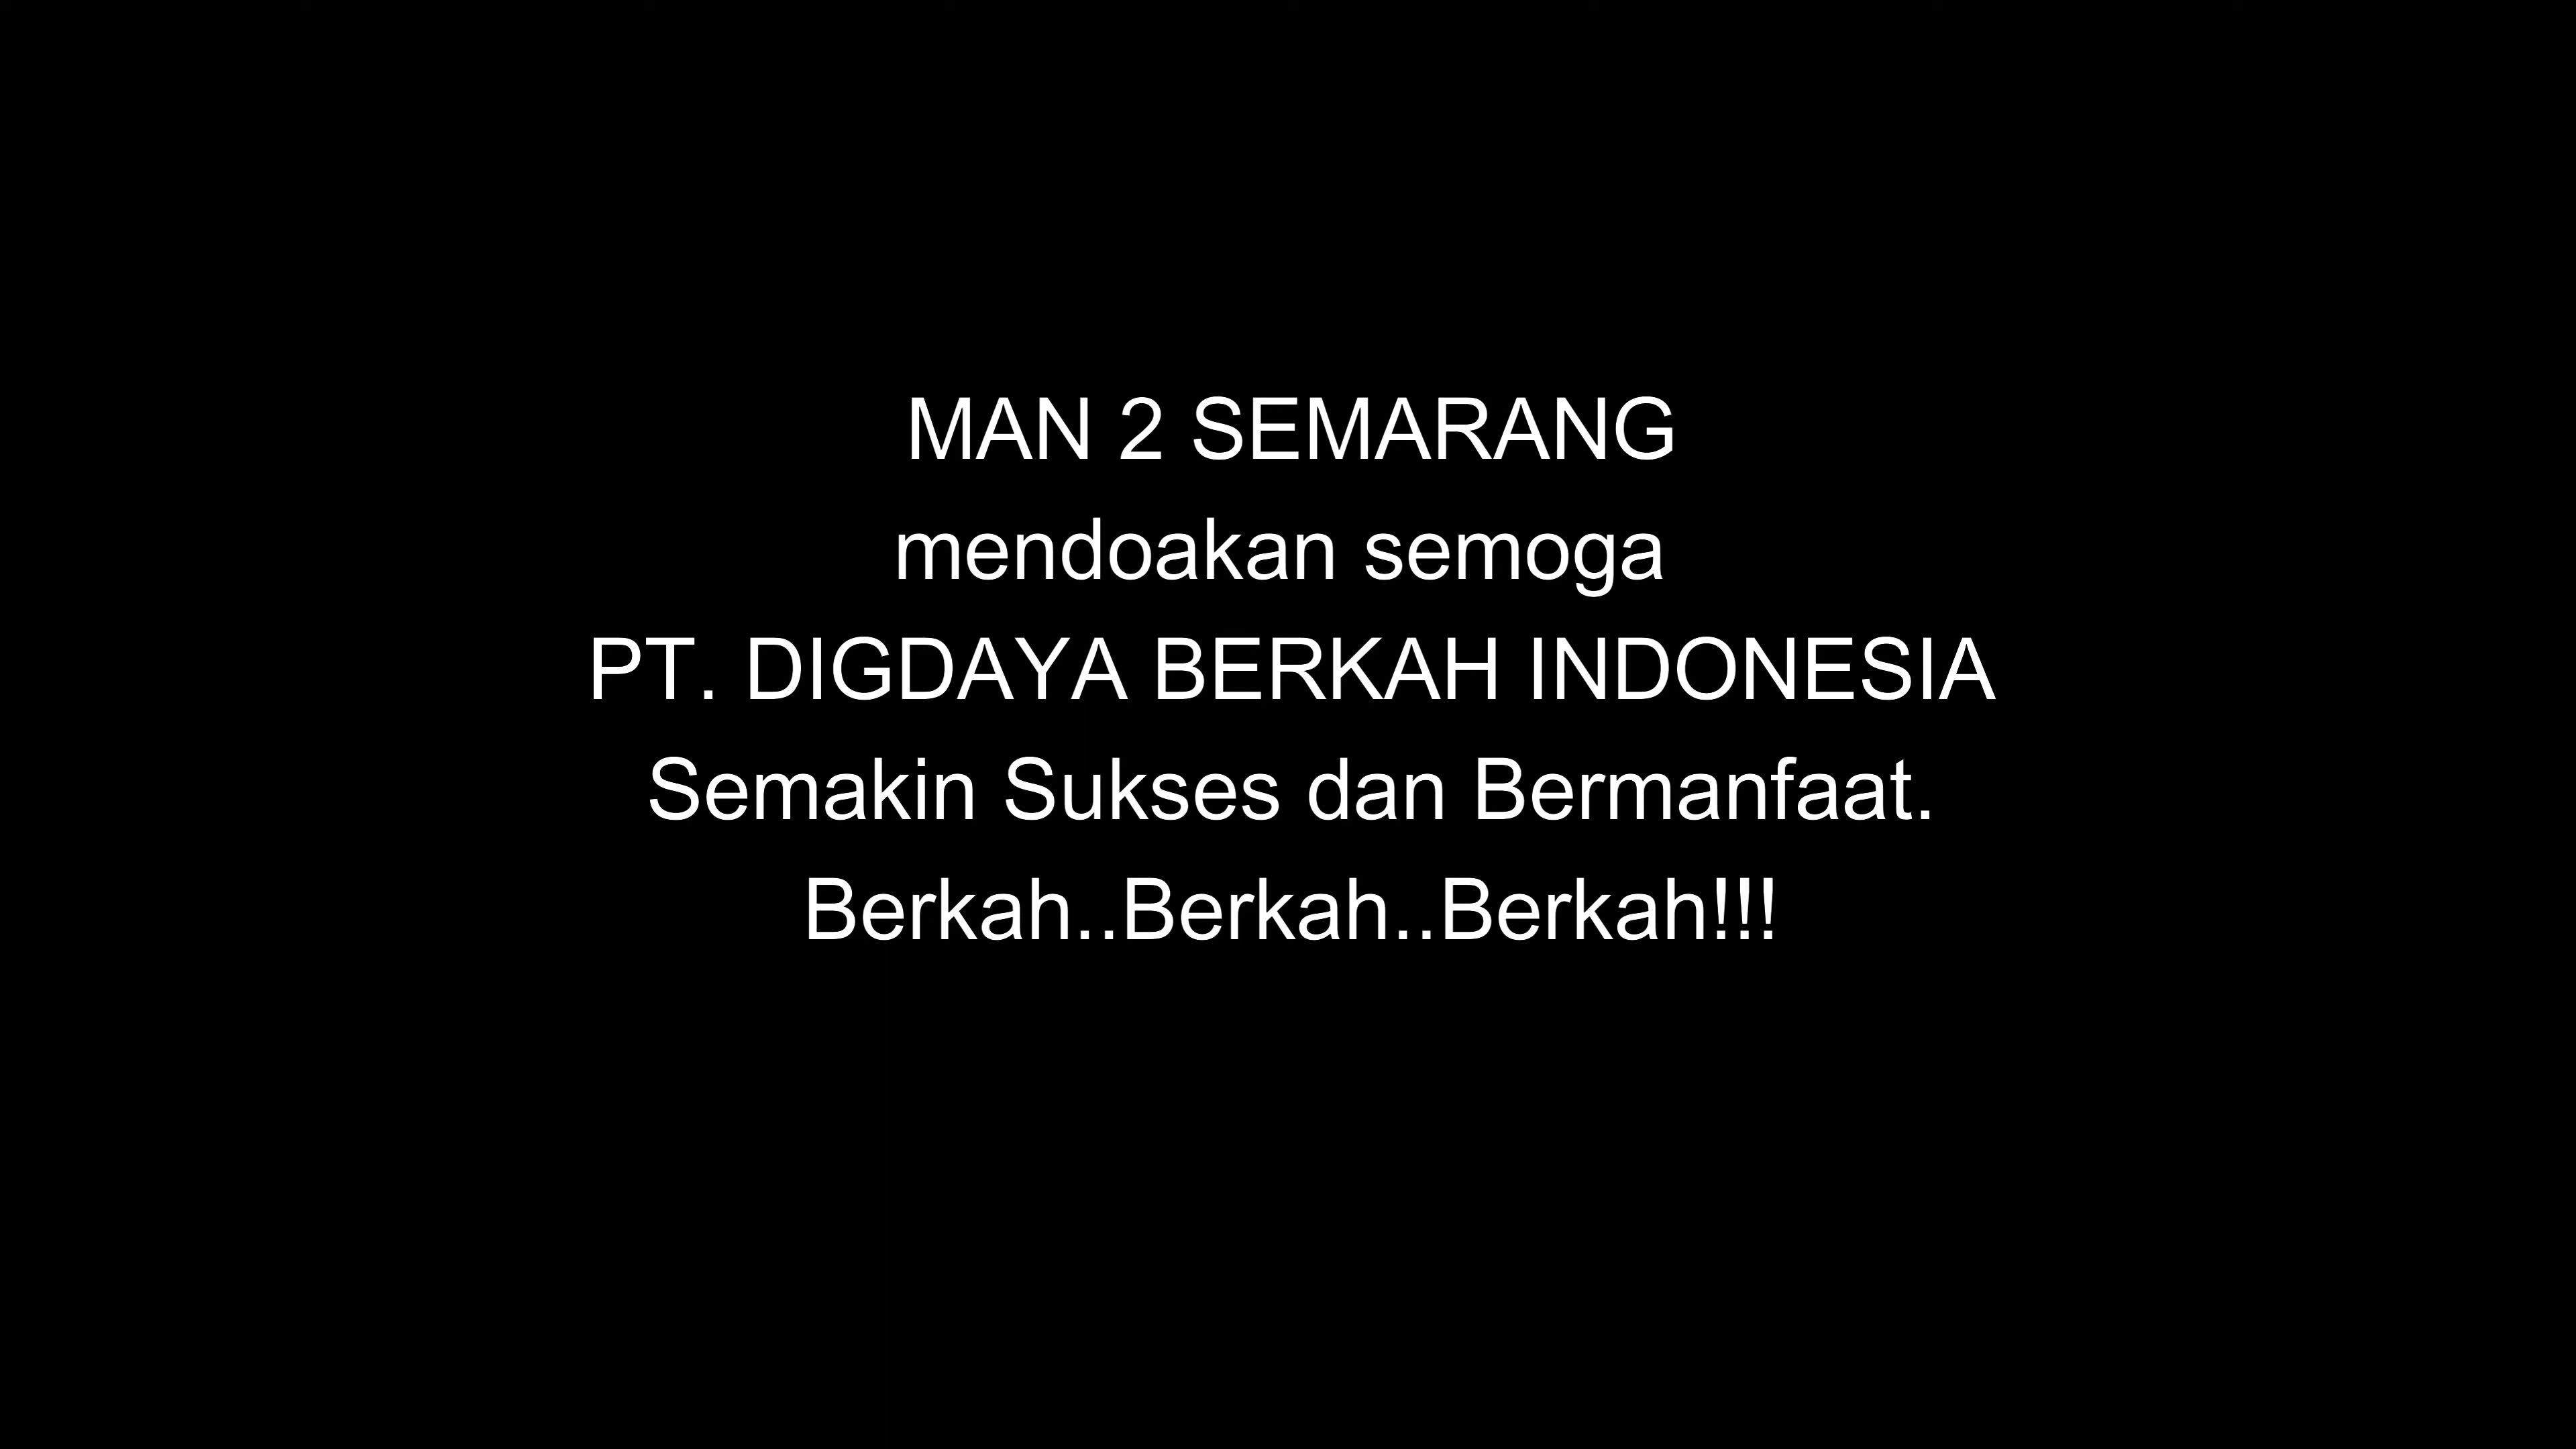 MAN 2 SEMARANG
mendoakan semoga
PT. DIGDAYA BERKAH INDONESIA
Semakin Sukses dan Bermanfaat.
Berkah..Berkah..Berkah!!!